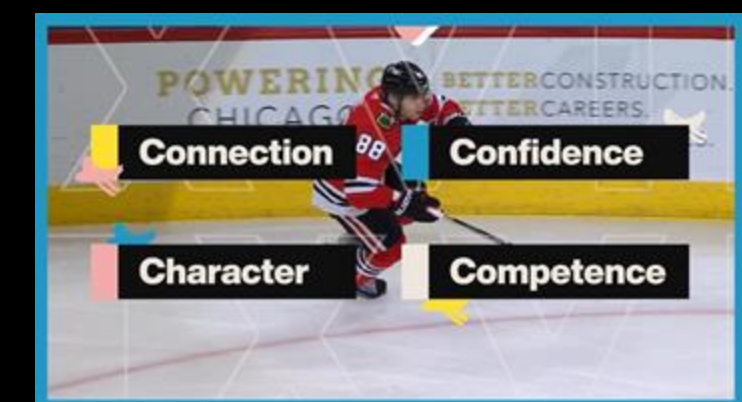 POWERING BETTERCONSTRUCTION.
CHICAGO BETTERCAREERS.
88
Connection
Confidence
Character
Competence